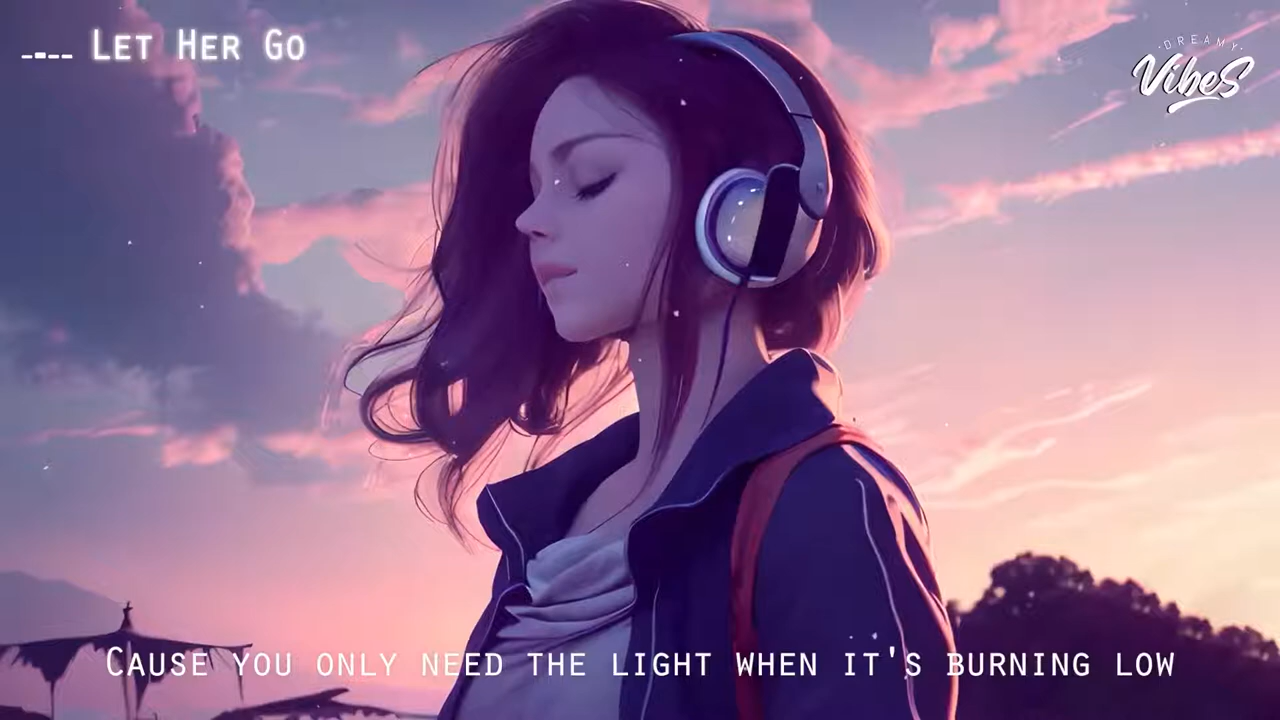 LET HER GO
·DREAMY·
Vibes
CAUSE YOU ONLY NEED THE LIGHT WHEN IT'S BURNING LOW